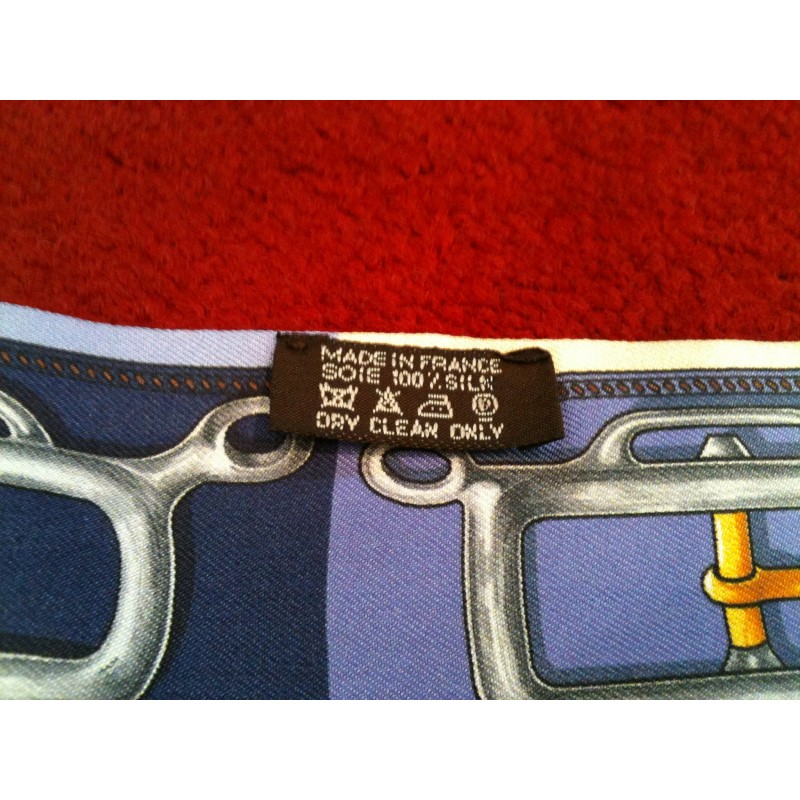 MADE IN FRANCE
SOIE 100% SILK
P
DRY CLEAN ONLY